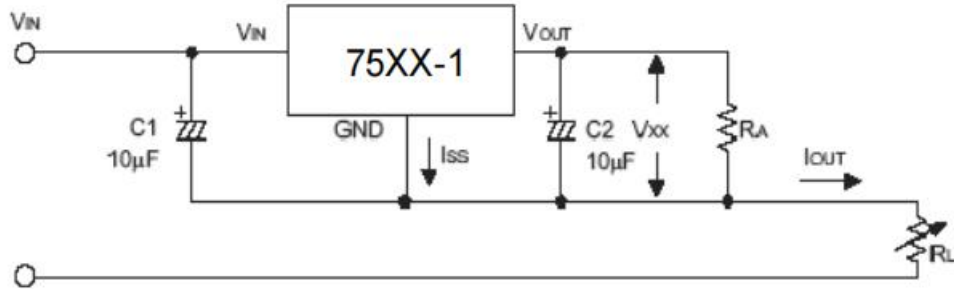 VIN
VIN
VOUT
75XX-1
GND
C1
10µF
ISS
C2
10µF
VXX
RA
IOUT
RL